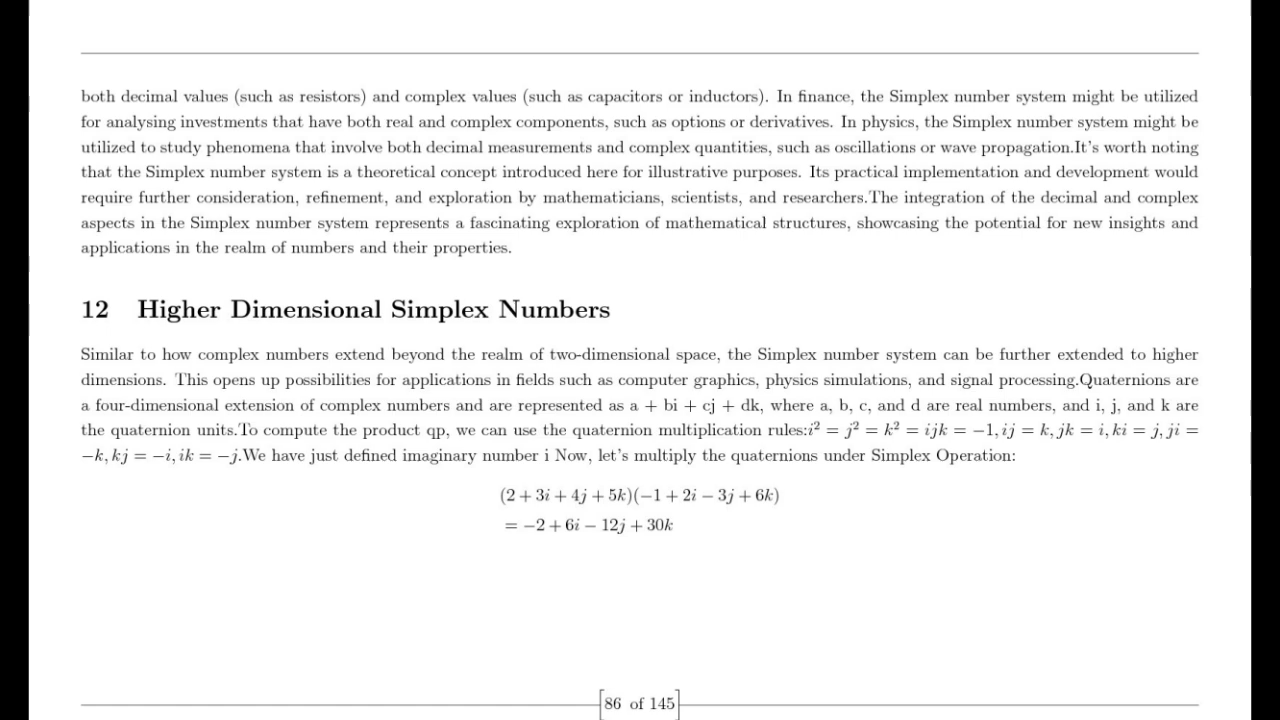 both decimal values (such as resistors) and complex values (such as capacitors or inductors). In finance, the Simplex number system might be utilized
for analysing investments that have both real and complex components, such as options or derivatives. In physics, the Simplex number system might be
utilized to study phenomena that involve both decimal measurements and complex quantities, such as oscillations or wave propagation.It's worth noting
that the Simplex number system is a theoretical concept introduced here for illustrative purposes. Its practical implementation and development would
require further consideration, refinement, and exploration by mathematicians, scientists, and researchers.The integration of the decimal and complex
aspects in the Simplex number system represents a fascinating exploration of mathematical structures, showcasing the potential for new insights and
applications in the realm of numbers and their properties.
12 Higher Dimensional Simplex Numbers
Similar to how complex numbers extend beyond the realm of two-dimensional space, the Simplex number system can be further extended to higher
dimensions. This opens up possibilities for applications in fields such as computer graphics, physics simulations, and signal processing.Quaternions are
a four-dimensional extension of complex numbers and are represented as a + bi + cj + dk, where a, b, c, and d are real numbers, and i, j, and k are
the quaternion units.To compute the product qp, we can use the quaternion multiplication rules:i² = j² = k² = ijk = −1, ij = k, jk = i, ki = j, ji =
−k, kj = −i, ik = −j.We have just defined imaginary number i Now, let's multiply the quaternions under Simplex Operation:
(2 + 3i + 4j + 5k)(−1 + 2i − 3j + 6k)
= −2 + 6i − 12j + 30k
86 of 145